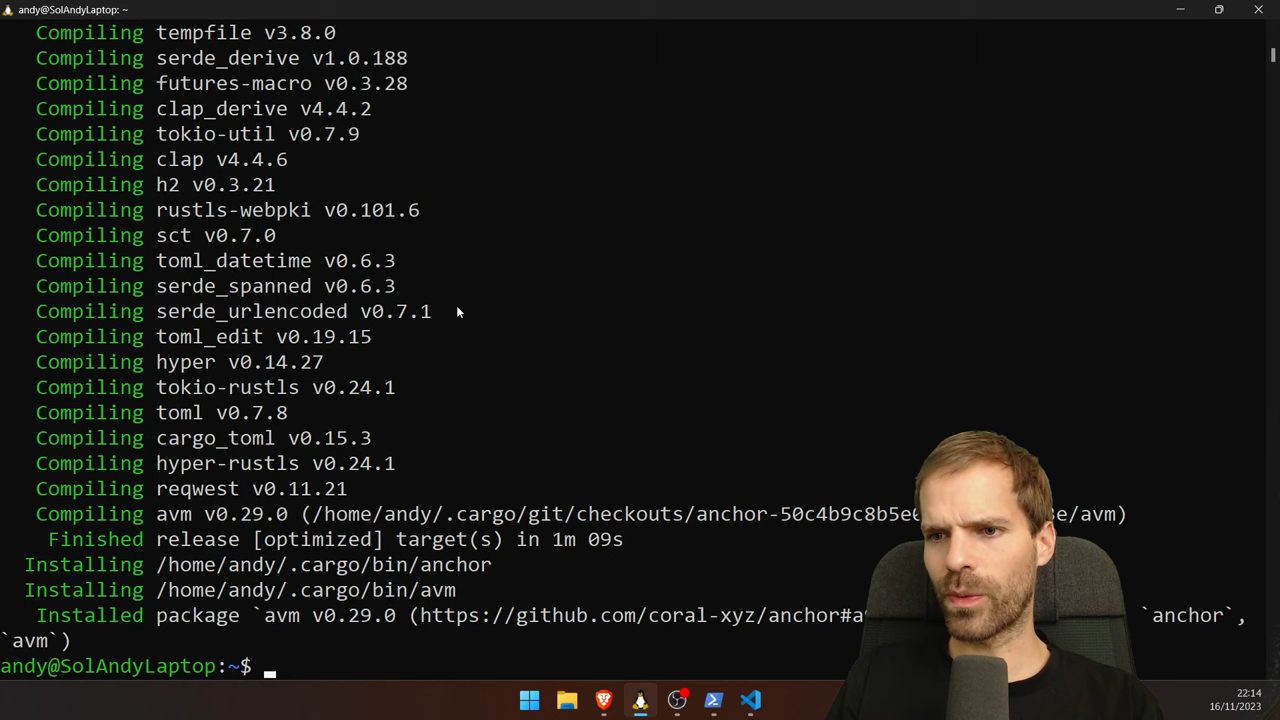 andy@SolAndyLaptop: ~
Compiling tempfile v3.8.0
Compiling serde_derive v1.0.188
Compiling futures-macro v0.3.28
Compiling clap_derive v4.4.2
Compiling tokio-util v0.7.9
Compiling clap v4.4.6
Compiling h2 v0.3.21
Compiling rustls-webpki v0.101.6
Compiling sct v0.7.0
Compiling toml_datetime v0.6.3
Compiling serde_spanned v0.6.3
Compiling serde_urlencoded v0.7.1
Compiling toml_edit v0.19.15
Compiling hyper v0.14.27
Compiling tokio-rustls v0.24.1
Compiling toml v0.7.8
Compiling cargo_toml v0.15.3
Compiling hyper-rustls v0.24.1
Compiling reqwest v0.11.21
Compiling avm v0.29.0 (/home/andy/.cargo/git/checkouts/anchor-50c4b9c8b5e e/avm)
Finished release [optimized] target(s) in 1m 09s
Installing /home/andy/.cargo/bin/anchor
Installing /home/andy/.cargo/bin/avm
Installed package `avm v0.29.0 (https://github.com/coral-xyz/anchor#a `anchor`,
`avm`)
andy@SolAndyLaptop:~$
22:14
16/11/2023